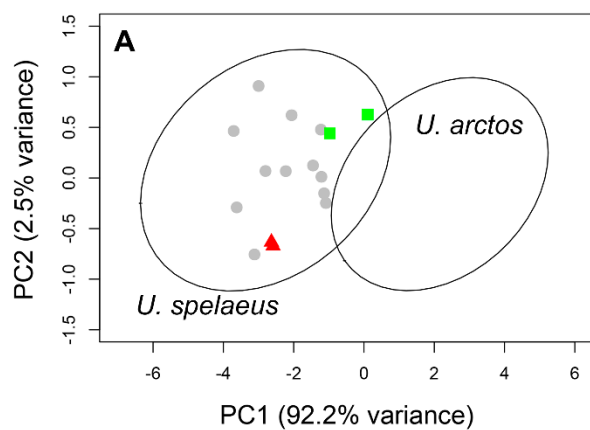 A
1.5
1.0
0.5
0.0
-0.5
-1.0
-1.5
PC2 (2.5% variance)
U. arctos
U. spelaeus
-6 -4 -2 0 2 4 6
PC1 (92.2% variance)